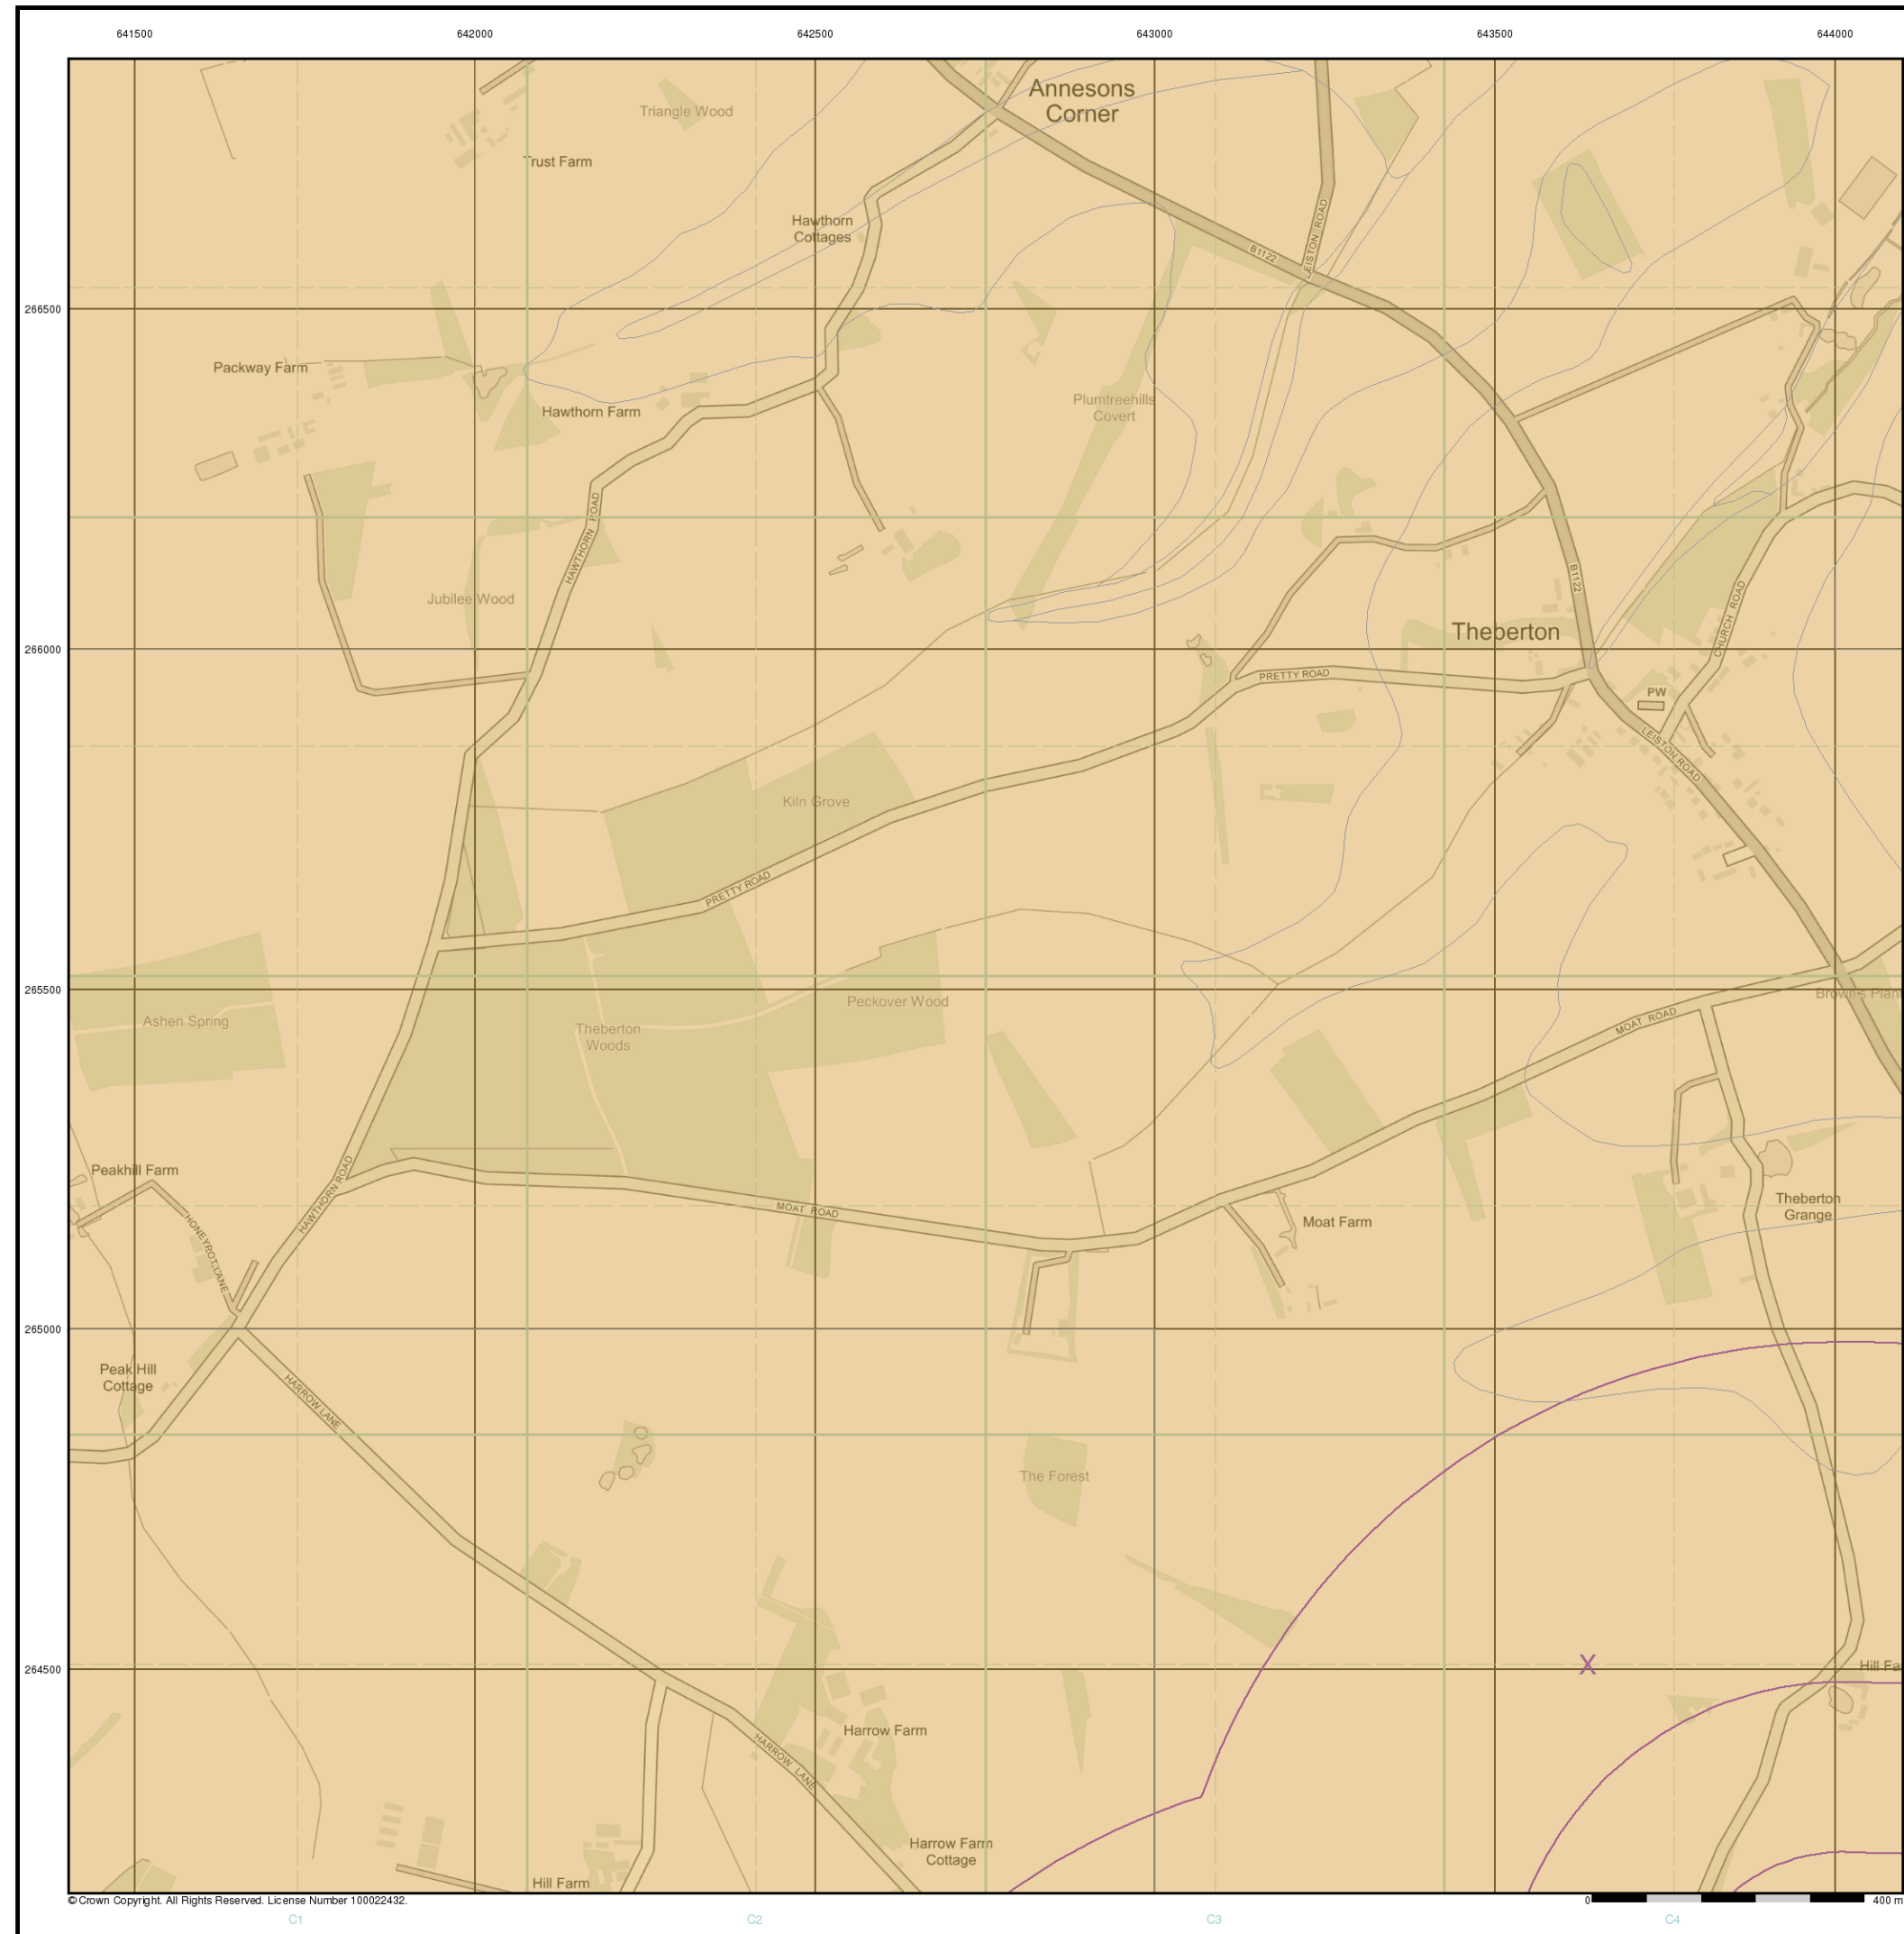 641500 642000 642500 643000 643500 644000
Annesons
Corner
Triangle Wood
Trust Farm
Hawthorn
Cottages
LEISTON ROAD
B1122
266500
Packway Farm
Hawthorn Farm
Plumtreehills
Covert
HAWTHORN ROAD
Jubilee Wood
B1122
CHURCH ROAD
Theberton
266000
PRETTY ROAD
PW
LEISTON ROAD
Kiln Grove
PRETTY ROAD
265500
Ashen Spring
Peckover Wood
Brown's Plan
MOAT ROAD
Theberton
Woods
Peakhill Farm
HAWTHORN ROAD
HONEYPOT LANE
MOAT ROAD
Moat Farm
Theberton
Grange
265000
Peak Hill
Cottage
HARROW LANE
The Forest
264500
X
Hill Fa
Harrow Farm
HARROW LANE
Harrow Farm
Cottage
Hill Farm
© Crown Copyright. All Rights Reserved. License Number 100022432.
0 400 m
C1 C2 C3 C4